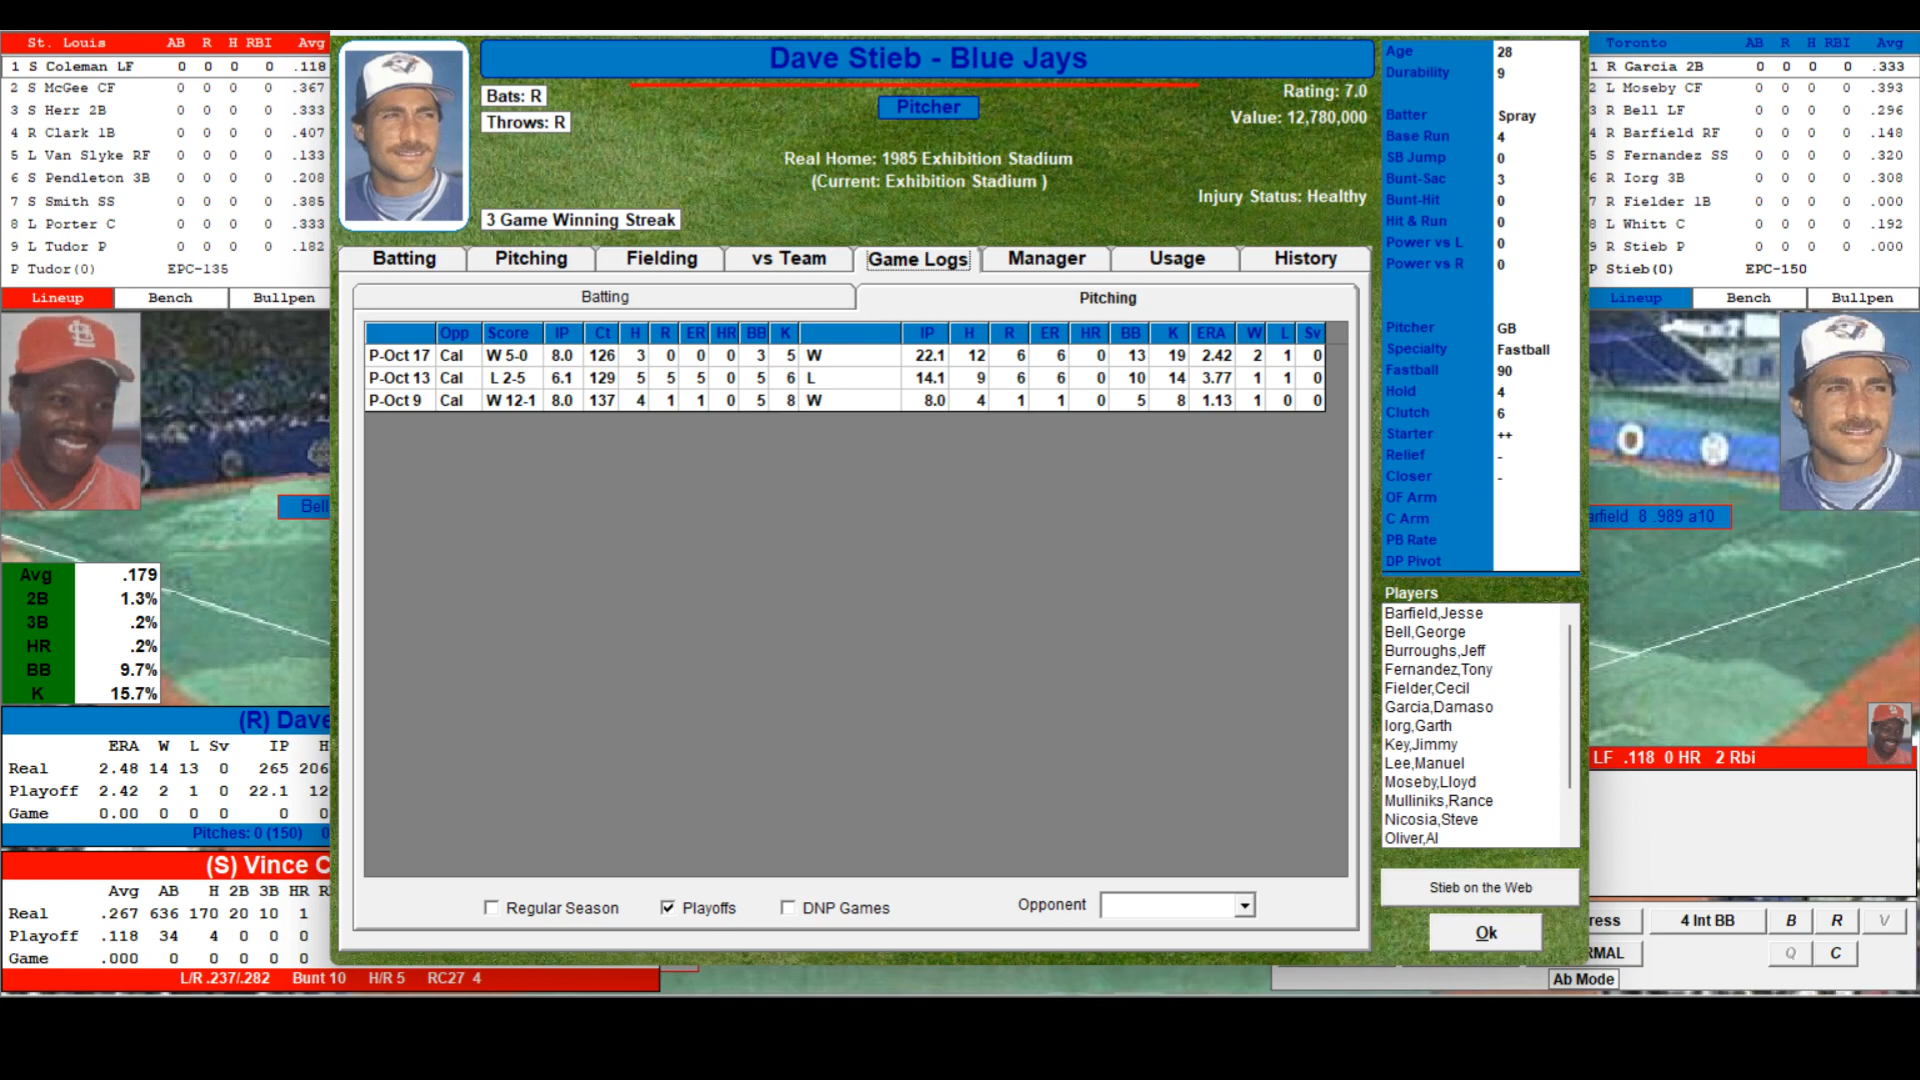 St. Louis AB R H RBI Avg
1 S Coleman LF 0 0 0 0 .118
2 S McGee CF 0 0 0 0 .367
3 S Herr 2B 0 0 0 0 .333
4 R Clark 1B 0 0 0 0 .407
5 L Van Slyke RF 0 0 0 0 .133
6 S Pendleton 3B 0 0 0 0 .208
7 S Smith SS 0 0 0 0 .385
8 L Porter C 0 0 0 0 .333
9 L Tudor P 0 0 0 0 .182
P Tudor(0) EPC-135
Lineup Bench Bullpen
Dave Stieb - Blue Jays
Bats: R
Throws: R
Pitcher
Rating: 7.0
Value: 12,780,000
Real Home: 1985 Exhibition Stadium
(Current: Exhibition Stadium )
Injury Status: Healthy
3 Game Winning Streak
Batting Pitching Fielding vs Team Game Logs Manager Usage History
Batting Pitching
Opp Score IP Ct H R ER HR BB K IP H R ER HR BB K ERA W L Sv
P-Oct 17 Cal W 5-0 8.0 126 3 0 0 0 3 5 W 22.1 12 6 6 0 13 19 2.42 2 1 0
P-Oct 13 Cal L 2-5 6.1 129 5 5 5 0 5 6 L 14.1 9 6 6 0 10 14 3.77 1 1 0
P-Oct 9 Cal W 12-1 8.0 137 4 1 1 0 5 8 W 8.0 4 1 1 0 5 8 1.13 1 0 0
Regular Season Playoffs DNP Games Opponent
Age 28
Durability 9
Batter Spray
Base Run 4
SB Jump 0
Bunt-Sac 3
Bunt-Hit 0
Hit & Run 0
Power vs L 0
Power vs R 0
Pitcher GB
Specialty Fastball
Fastball 90
Hold 4
Clutch 6
Starter ++
Relief -
Closer -
OF Arm
C Arm
PB Rate
DP Pivot
Players
Barfield,Jesse
Bell,George
Burroughs,Jeff
Fernandez,Tony
Fielder,Cecil
Garcia,Damaso
Iorg,Garth
Key,Jimmy
Lee,Manuel
Moseby,Lloyd
Mulliniks,Rance
Nicosia,Steve
Oliver,Al
Stieb on the Web
Ok
Toronto AB R H RBI Avg
1 R Garcia 2B 0 0 0 0 .333
2 L Moseby CF 0 0 0 0 .393
3 R Bell LF 0 0 0 0 .296
4 R Barfield RF 0 0 0 0 .148
5 S Fernandez SS 0 0 0 0 .320
6 R Iorg 3B 0 0 0 0 .308
7 R Fielder 1B 0 0 0 0 .000
8 L Whitt C 0 0 0 0 .192
9 R Stieb P 0 0 0 0 .000
P Stieb(0) EPC-150
Lineup Bench Bullpen
Bell
arfield 8 .989 a10
Avg .179
2B 1.3%
3B .2%
HR .2%
BB 9.7%
K 15.7%
(R) Dave
ERA W L Sv IP H
Real 2.48 14 13 0 265 206
Playoff 2.42 2 1 0 22.1 12
Game 0.00 0 0 0 0 0
Pitches: 0 (150) 0
(S) Vince C
Avg AB H 2B 3B HR R
Real .267 636 170 20 10 1
Playoff .118 34 4 0 0 0
Game .000 0 0 0 0 0
L/R .237/.282 Bunt 10 H/R 5 RC27 4
LF .118 0 HR 2 Rbi
ress 4 Int BB B R V
RMAL Q C
Ab Mode